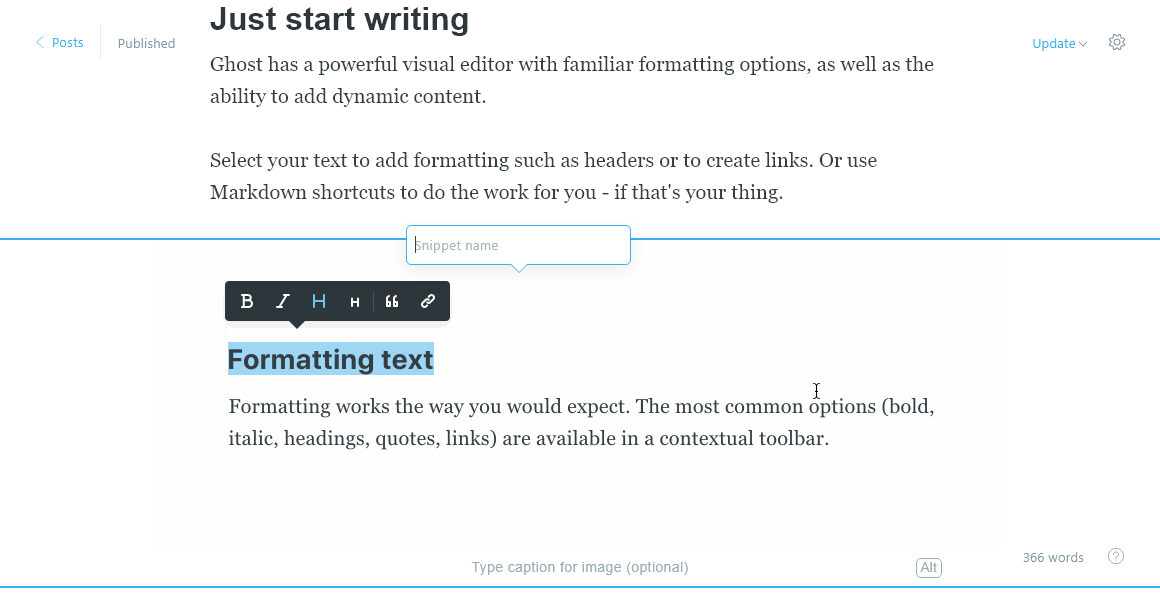 Just start writing
Posts
Published
Update
Ghost has a powerful visual editor with familiar formatting options, as well as the
ability to add dynamic content.
Select your text to add formatting such as headers or to create links. Or use
Markdown shortcuts to do the work for you - if that's your thing.
Snippet name
B I H H
Formatting text
Formatting works the way you would expect. The most common options (bold,
italic, headings, quotes, links) are available in a contextual toolbar.
366 words ?
Type caption for image (optional)
Alt